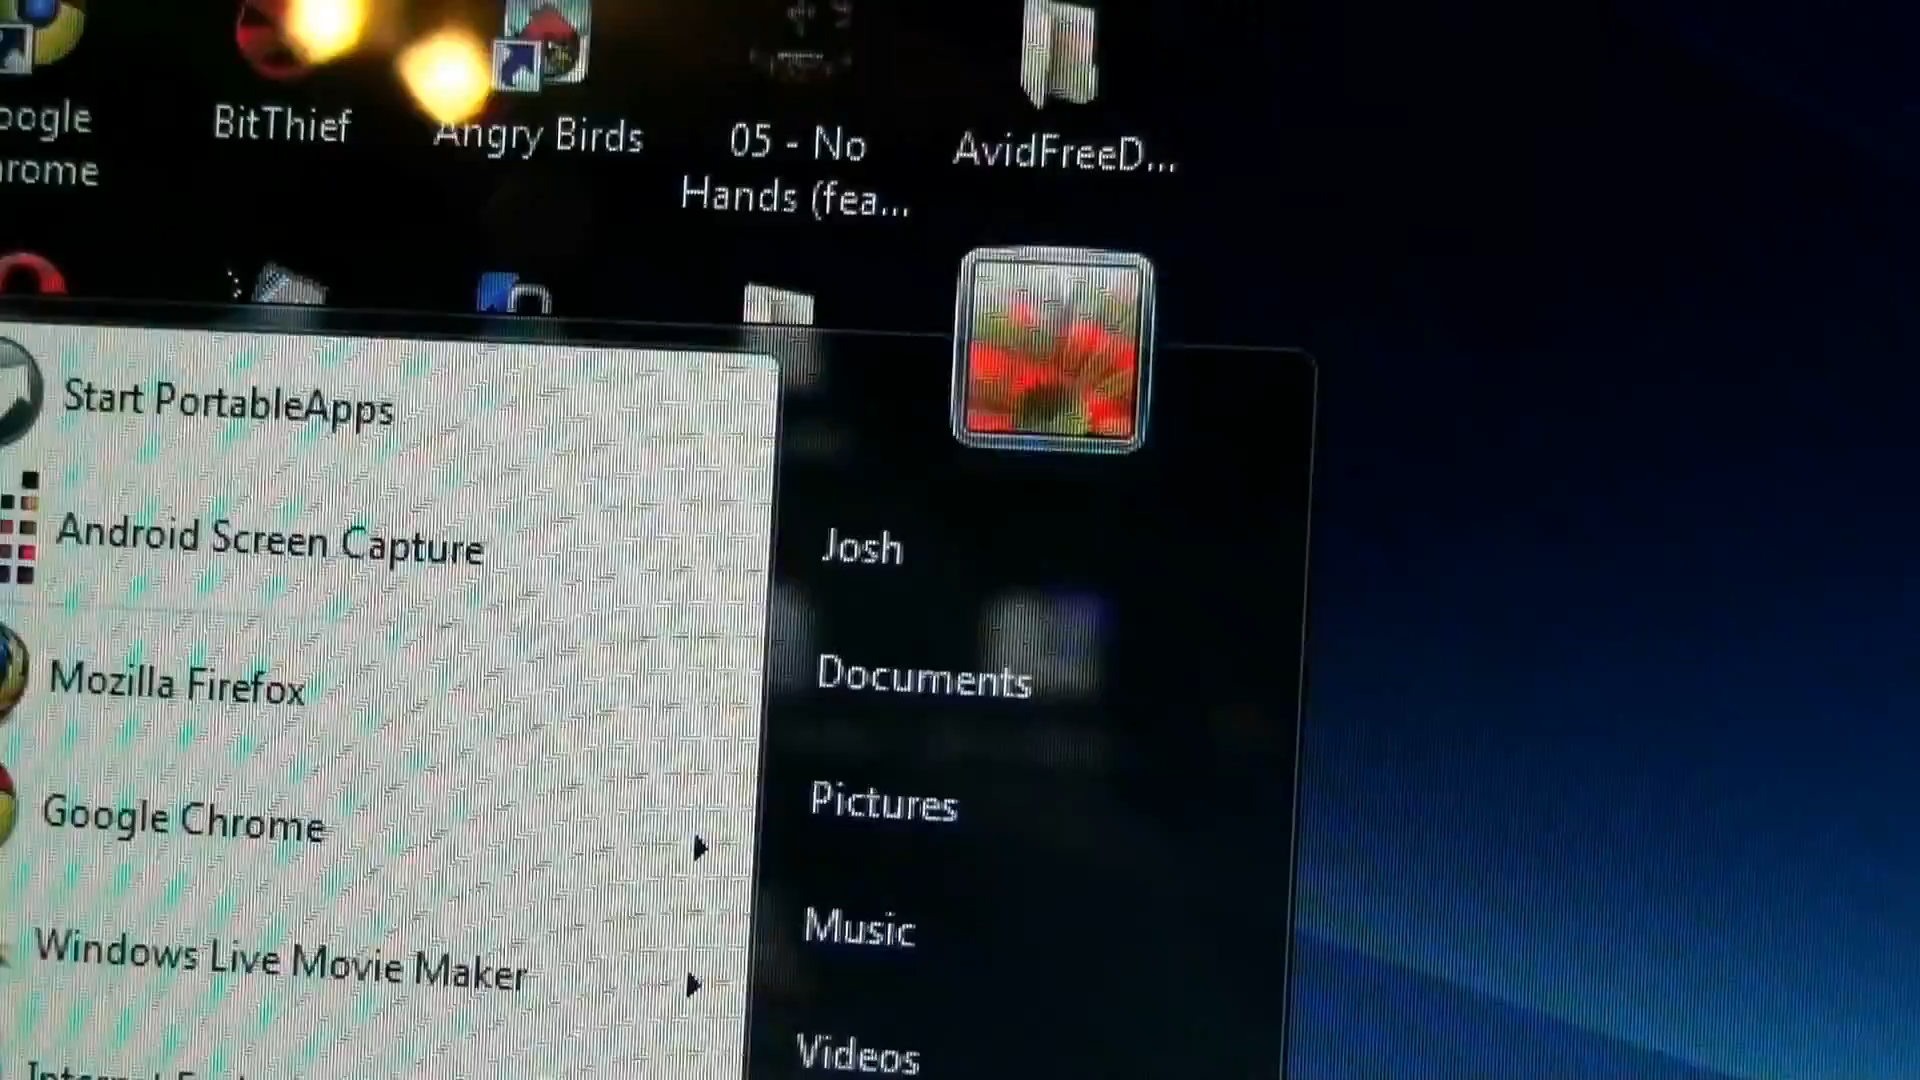 oogle
rome
BitThief
Angry Birds
05 - No
Hands (fea...
AvidFreeD...
Start PortableApps
Android Screen Capture
Mozilla Firefox
Google Chrome
Windows Live Movie Maker
Josh
Documents
Pictures
Music
Videos